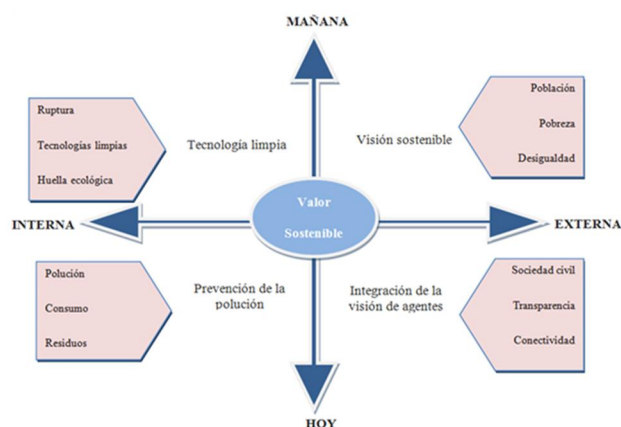 MAÑANA
Ruptura
Tecnologías limpias
Huella ecológica
Tecnología limpia
Visión sostenible
Población
Pobreza
Desigualdad
INTERNA
Valor
Sostenible
EXTERNA
Polución
Consumo
Residuos
Prevención de la
polución
Integración de la
visión de agentes
Sociedad civil
Transparencia
Conectividad
HOY